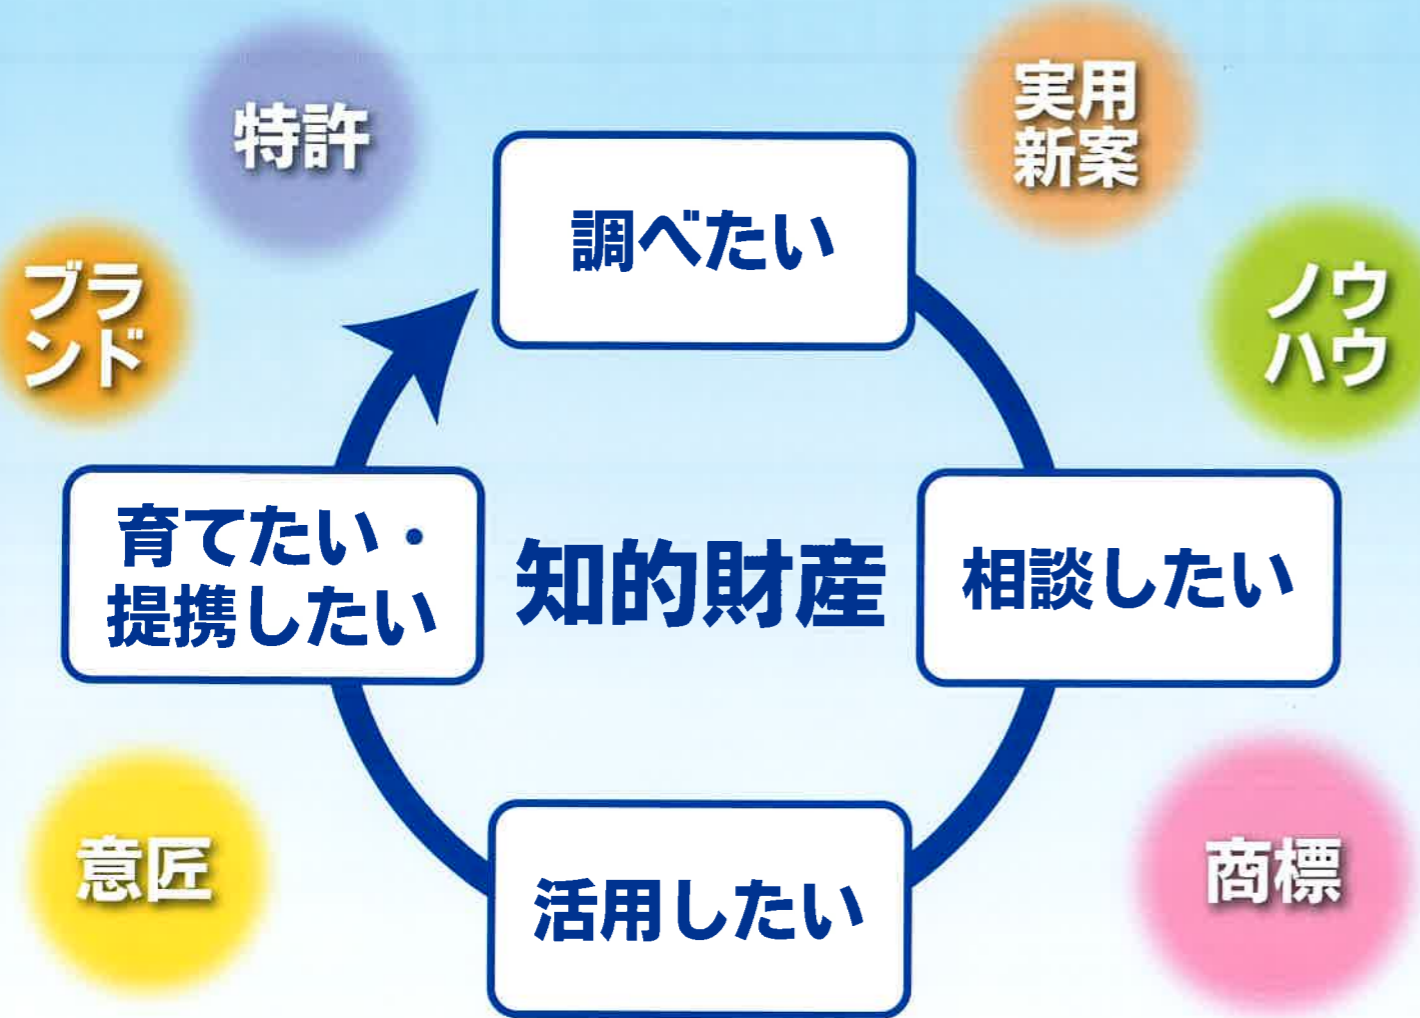 特許
実用
新案
調べたい
ブラ
ンド
ノウ
ハウ
育てたい・
提携したい
知的財産
相談したい
意匠
活用したい
商標